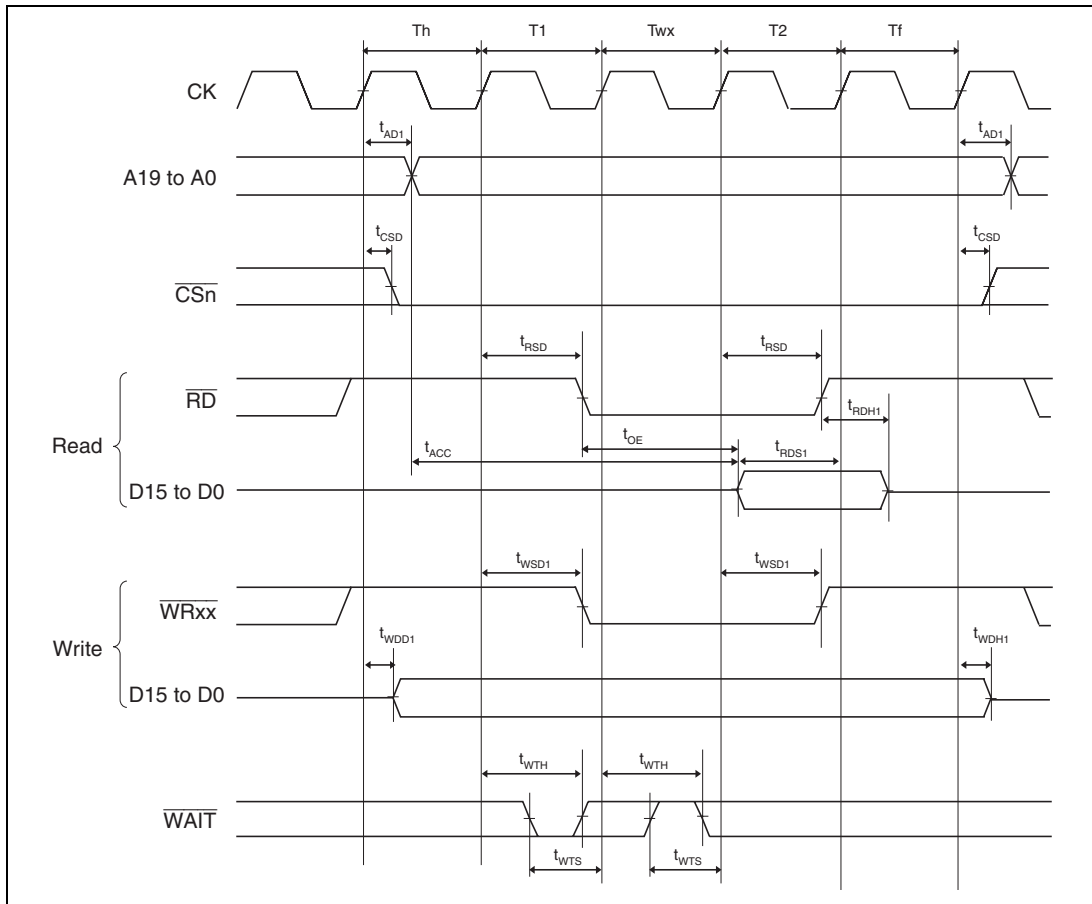 Th T1 Twx T2 Tf
CK
tAD1 tAD1
A19 to A0
tCSD tCSD
CSn
tRSD tRSD
RD
tRDH1
Read
tOE
tACC tRDS1
D15 to D0
tWSD1 tWSD1
WRxx
Write
tWDD1 tWDH1
D15 to D0
tWTH tWTH
WAIT
tWTS tWTS